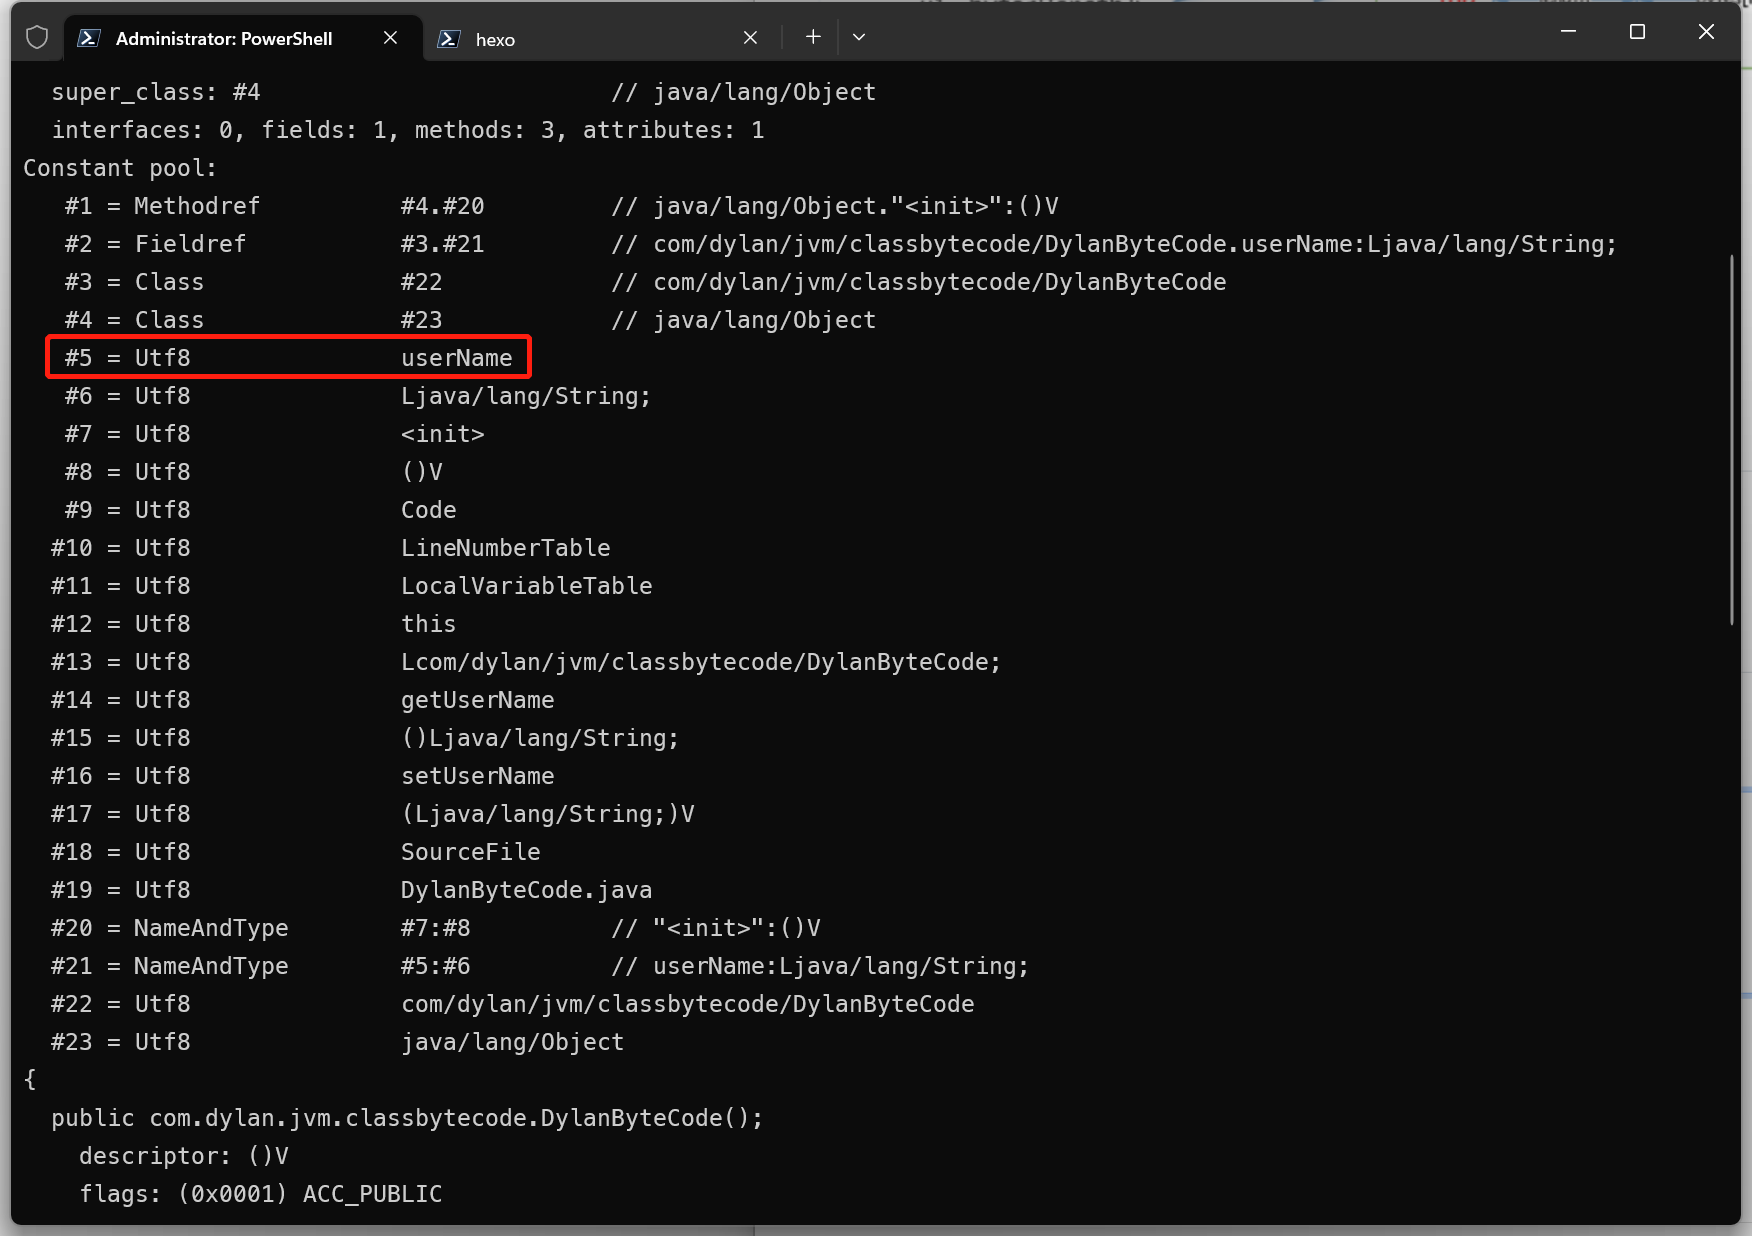 Administrator: PowerShell
hexo
super_class: #4                         // java/lang/Object
interfaces: 0, fields: 1, methods: 3, attributes: 1
Constant pool:
#1 = Methodref          #4.#20         // java/lang/Object."<init>":()V
#2 = Fieldref           #3.#21         // com/dylan/jvm/classbytecode/DylanByteCode.userName:Ljava/lang/String;
#3 = Class              #22            // com/dylan/jvm/classbytecode/DylanByteCode
#4 = Class              #23            // java/lang/Object
#5 = Utf8               userName
#6 = Utf8               Ljava/lang/String;
#7 = Utf8               <init>
#8 = Utf8               ()V
#9 = Utf8               Code
#10 = Utf8               LineNumberTable
#11 = Utf8               LocalVariableTable
#12 = Utf8               this
#13 = Utf8               Lcom/dylan/jvm/classbytecode/DylanByteCode;
#14 = Utf8               getUserName
#15 = Utf8               ()Ljava/lang/String;
#16 = Utf8               setUserName
#17 = Utf8               (Ljava/lang/String;)V
#18 = Utf8               SourceFile
#19 = Utf8               DylanByteCode.java
#20 = NameAndType        #7:#8          // "<init>":()V
#21 = NameAndType        #5:#6          // userName:Ljava/lang/String;
#22 = Utf8               com/dylan/jvm/classbytecode/DylanByteCode
#23 = Utf8               java/lang/Object
{
public com.dylan.jvm.classbytecode.DylanByteCode();
descriptor: ()V
flags: (0x0001) ACC_PUBLIC